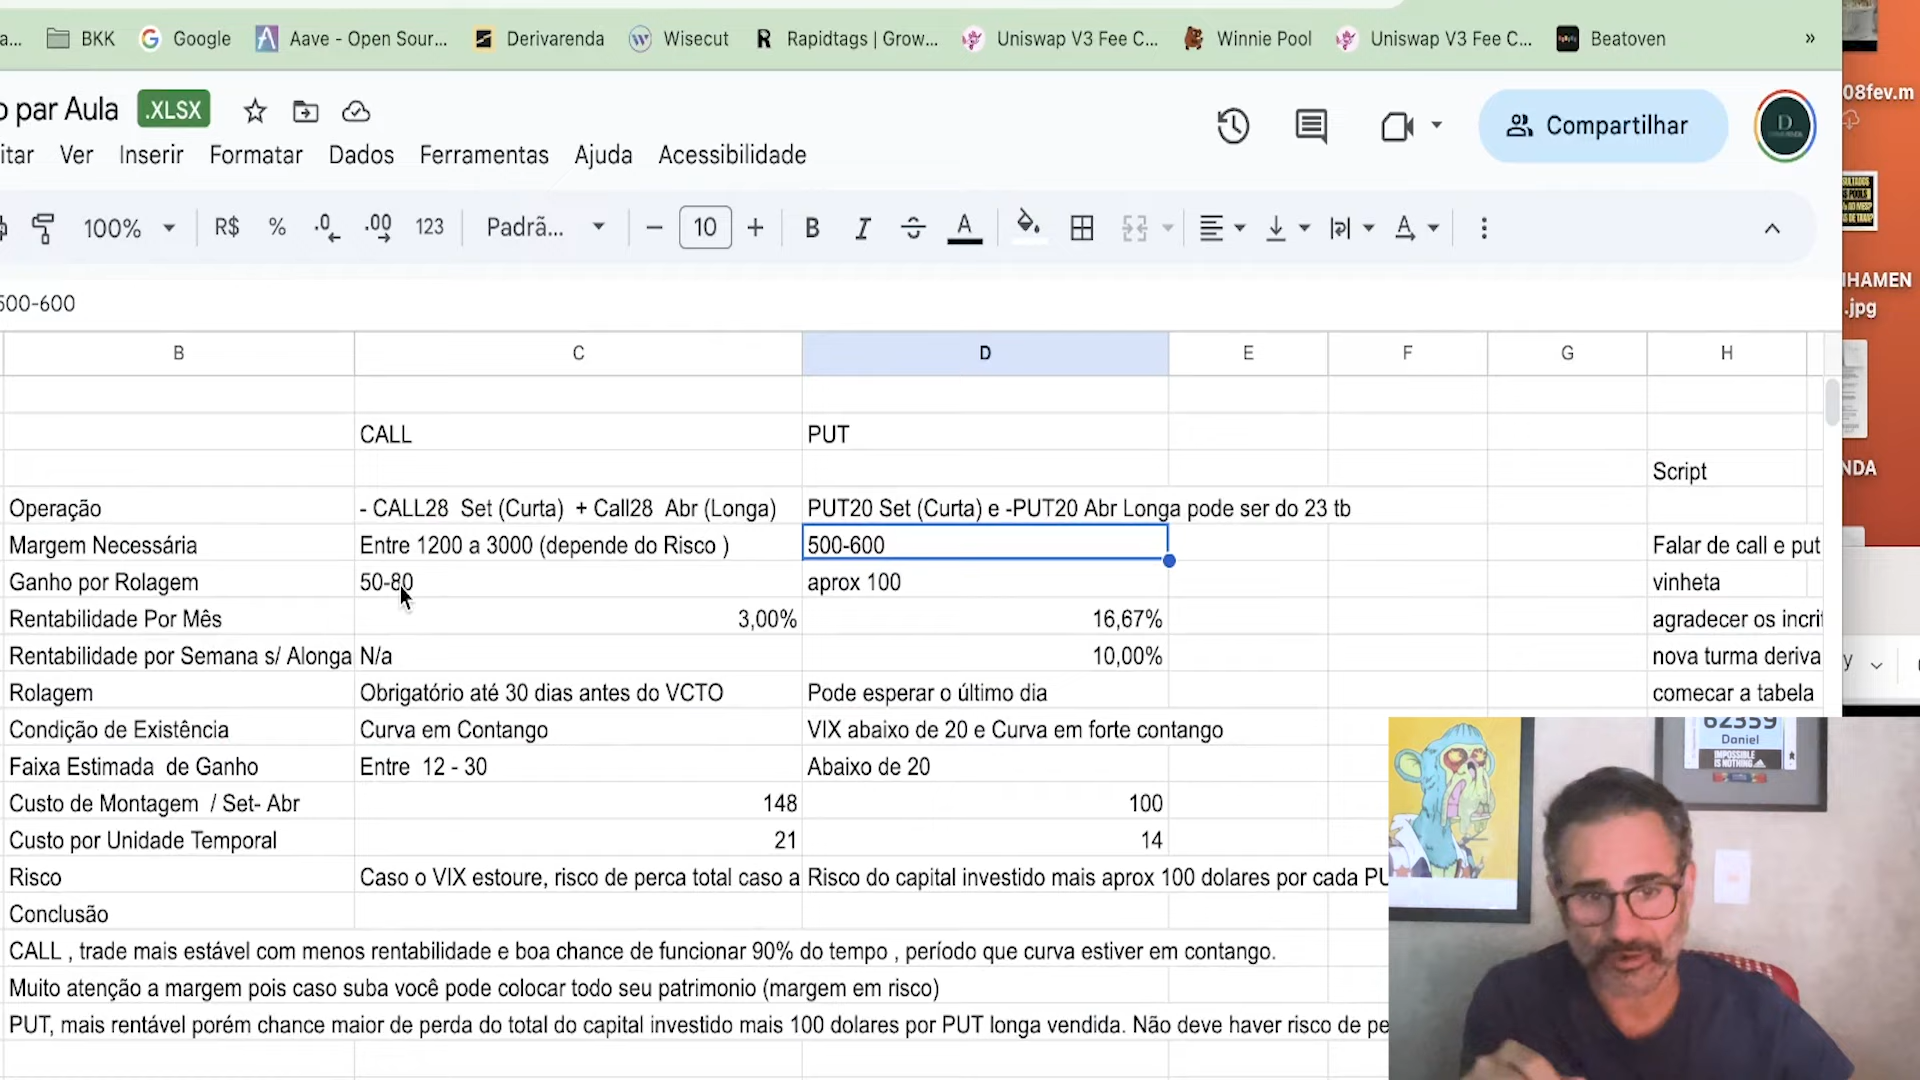 BKK Google Aave - Open Sour... Derivarenda Wisecut Rapidtags | Grow... Uniswap V3 Fee C... Winnie Pool Uniswap V3 Fee C... Beatoven »
o par Aula .XLSX
Compartilhar
D
itar Ver Inserir Formatar Dados Ferramentas Ajuda Acessibilidade
100% R$ % .0 .00 123 Padrã... − 10 + B I A
500-600
B C D E F G H
CALL PUT
Script
Operação - CALL28 Set (Curta) + Call28 Abr (Longa) PUT20 Set (Curta) e -PUT20 Abr Longa pode ser do 23 tb
Margem Necessária Entre 1200 a 3000 (depende do Risco ) 500-600 Falar de call e put
Ganho por Rolagem 50-80 aprox 100 vinheta
Rentabilidade Por Mês 3,00% 16,67% agradecer os incrit
Rentabilidade por Semana s/ Alonga N/a 10,00% nova turma deriva
Rolagem Obrigatório até 30 dias antes do VCTO Pode esperar o último dia comecar a tabela
Condição de Existência Curva em Contango VIX abaixo de 20 e Curva em forte contango
Faixa Estimada de Ganho Entre 12 - 30 Abaixo de 20
Custo de Montagem / Set- Abr 148 100
Custo por Unidade Temporal 21 14
Risco Caso o VIX estoure, risco de perca total caso a Risco do capital investido mais aprox 100 dolares por cada PU
Conclusão
CALL , trade mais estável com menos rentabilidade e boa chance de funcionar 90% do tempo , período que curva estiver em contango.
Muito atenção a margem pois caso suba você pode colocar todo seu patrimonio (margem em risco)
PUT, mais rentável porém chance maior de perda do total do capital investido mais 100 dolares por PUT longa vendida. Não deve haver risco de pe
08fev.m
HAMEN
.jpg
NDA
y
62359
Daniel
IMPOSSIBLE
IS NOTHING